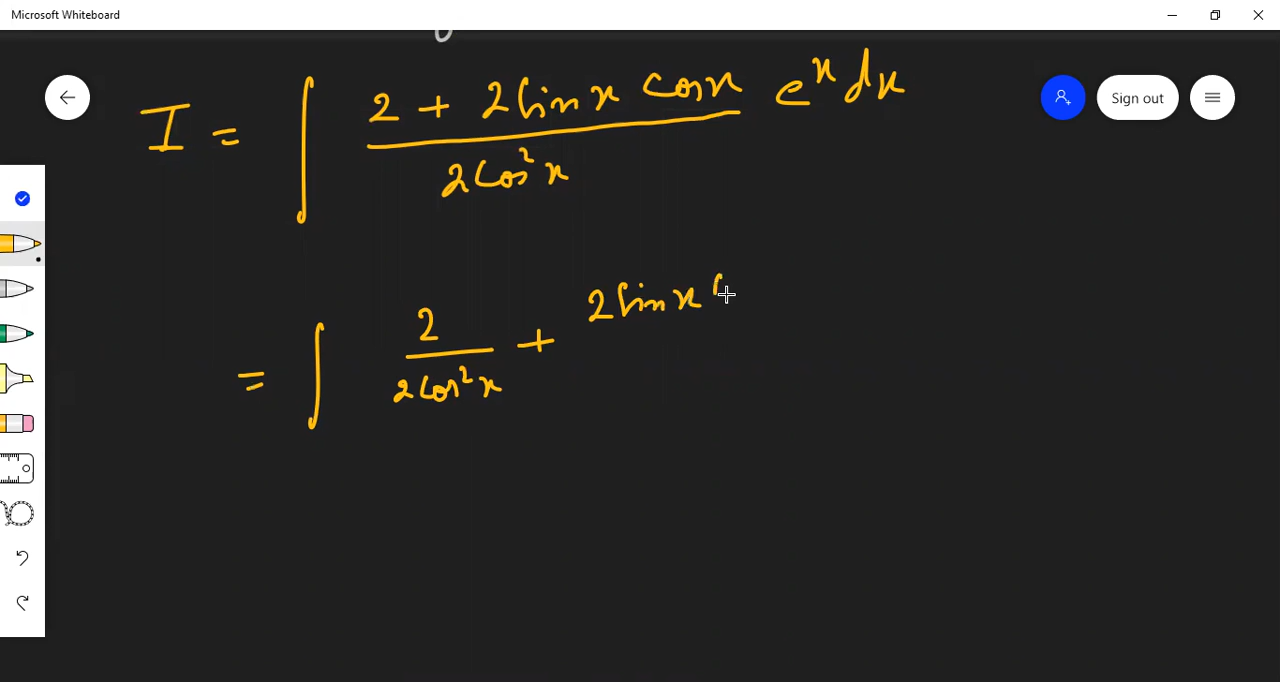 Microsoft Whiteboard
Sign out
I = ∫ (2 + 2 sin x cos x)/(2 cos² x) eˣ dx
= ∫ 2/(2 cos² x) + 2 sin x